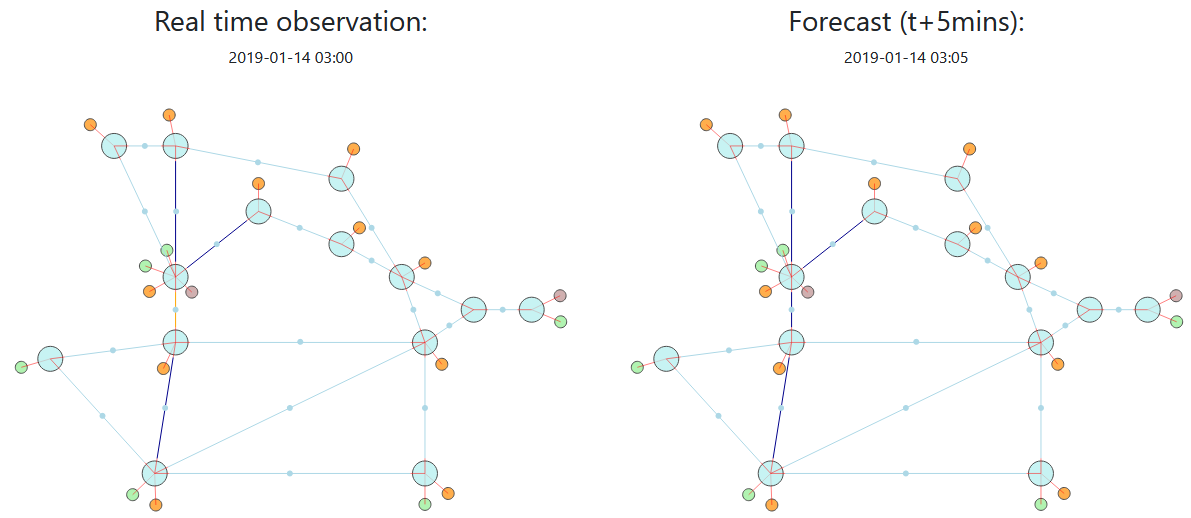 Real time observation:
2019-01-14 03:00
Forecast (t+5mins):
2019-01-14 03:05